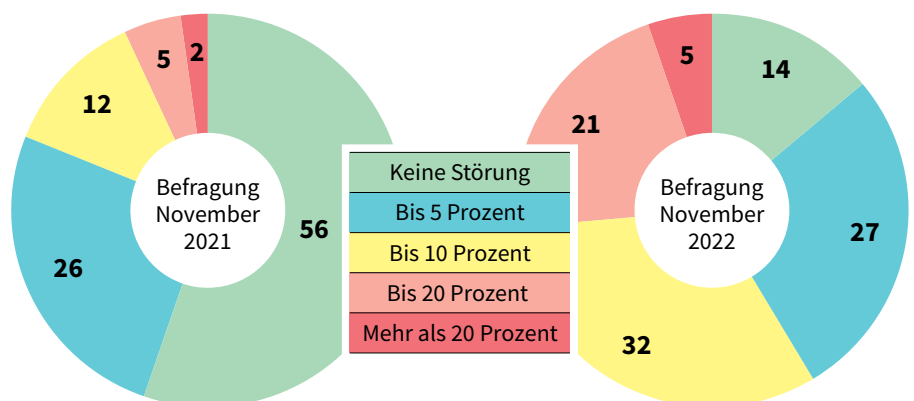 2
5
12
26
56
Befragung
November
2021
Keine Störung
Bis 5 Prozent
Bis 10 Prozent
Bis 20 Prozent
Mehr als 20 Prozent
5
14
21
27
32
Befragung
November
2022